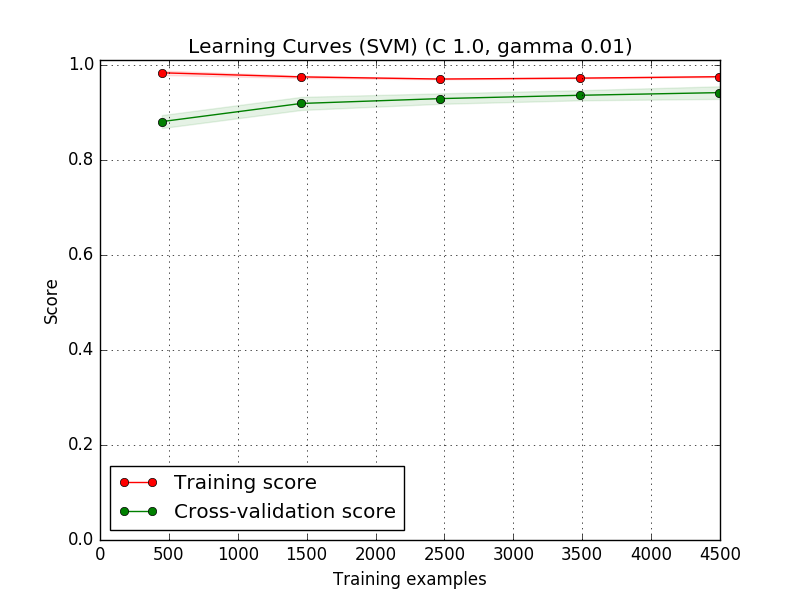 Learning Curves (SVM) (C 1.0, gamma 0.01)
1.0
0.8
0.6
0.4
0.2
0.0
Score
Training score
Cross-validation score
0 500 1000 1500 2000 2500 3000 3500 4000 4500
Training examples